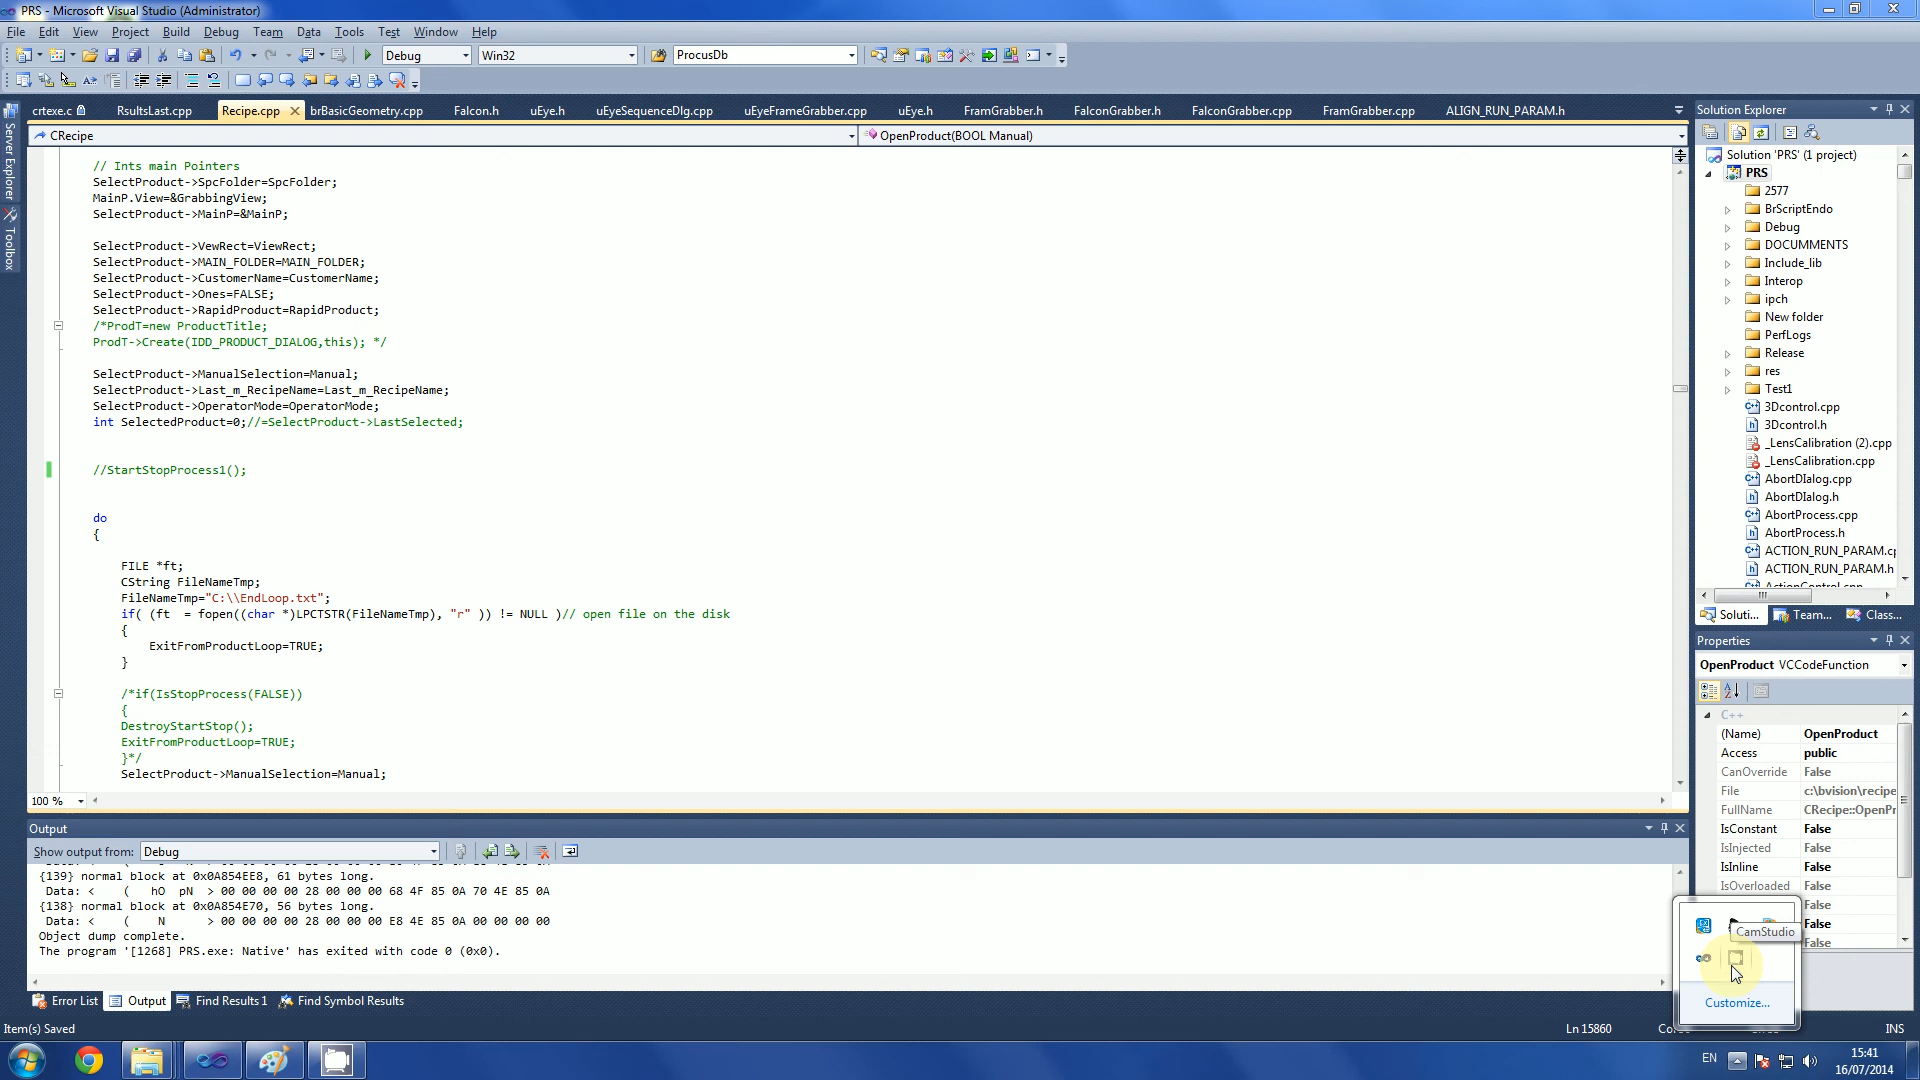 PRS - Microsoft Visual Studio (Administrator)
File Edit View Project Build Debug Team Data Tools Test Window Help
Debug Win32 ProcusDb
crtexe.c RsultsLast.cpp Recipe.cpp brBasicGeometry.cpp Falcon.h uEye.h uEyeSequenceDlg.cpp uEyeFrameGrabber.cpp uEye.h FramGrabber.h FalconGrabber.h FalconGrabber.cpp FramGrabber.cpp ALIGN_RUN_PARAM.h
CRecipe OpenProduct(BOOL Manual)
Server Explorer
Toolbox
// Ints main Pointers
SelectProduct->SpcFolder=SpcFolder;
MainP.View=&GrabbingView;
SelectProduct->MainP=&MainP;
SelectProduct->VewRect=ViewRect;
SelectProduct->MAIN_FOLDER=MAIN_FOLDER;
SelectProduct->CustomerName=CustomerName;
SelectProduct->Ones=FALSE;
SelectProduct->RapidProduct=RapidProduct;
/*ProdT=new ProductTitle;
ProdT->Create(IDD_PRODUCT_DIALOG,this); */
SelectProduct->ManualSelection=Manual;
SelectProduct->Last_m_RecipeName=Last_m_RecipeName;
SelectProduct->OperatorMode=OperatorMode;
int SelectedProduct=0;//=SelectProduct->LastSelected;
//StartStopProcess1();
do
{
FILE *ft;
CString FileNameTmp;
FileNameTmp="C:\\EndLoop.txt";
if( (ft  = fopen((char *)LPCTSTR(FileNameTmp), "r" )) != NULL )// open file on the disk
{
ExitFromProductLoop=TRUE;
}
/*if(IsStopProcess(FALSE))
{
DestroyStartStop();
ExitFromProductLoop=TRUE;
}*/
SelectProduct->ManualSelection=Manual;
100 %
Output
Show output from: Debug
{139} normal block at 0x0A854EE8, 61 bytes long.
Data: <    (    hO  pN  > 00 00 00 00 28 00 00 00 68 4F 85 0A 70 4E 85 0A
{138} normal block at 0x0A854E70, 56 bytes long.
Data: <    (    N      > 00 00 00 00 28 00 00 00 E8 4E 85 0A 00 00 00 00
Object dump complete.
The program '[1268] PRS.exe: Native' has exited with code 0 (0x0).
Error List Output Find Results 1 Find Symbol Results
Item(s) Saved Ln 15860 INS
Solution Explorer
Solution 'PRS' (1 project)
PRS
2577
BrScriptEndo
Debug
DOCUMMENTS
Include_lib
Interop
ipch
New folder
PerfLogs
Release
res
Test1
3Dcontrol.cpp
3Dcontrol.h
_LensCalibration (2).cpp
_LensCalibration.cpp
AbortDIalog.cpp
AbortDIalog.h
AbortProcess.cpp
AbortProcess.h
ACTION_RUN_PARAM.cp
ACTION_RUN_PARAM.h
Soluti... Team... Class...
Properties
OpenProduct VCCodeFunction
C++
(Name) OpenProduct
Access public
CanOverride False
File c:\bvision\recipe
FullName CRecipe::OpenPr
IsConstant False
IsInjected False
IsInline False
IsOverloaded False
False
False
False
CamStudio
Customize...
EN
15:41
16/07/2014